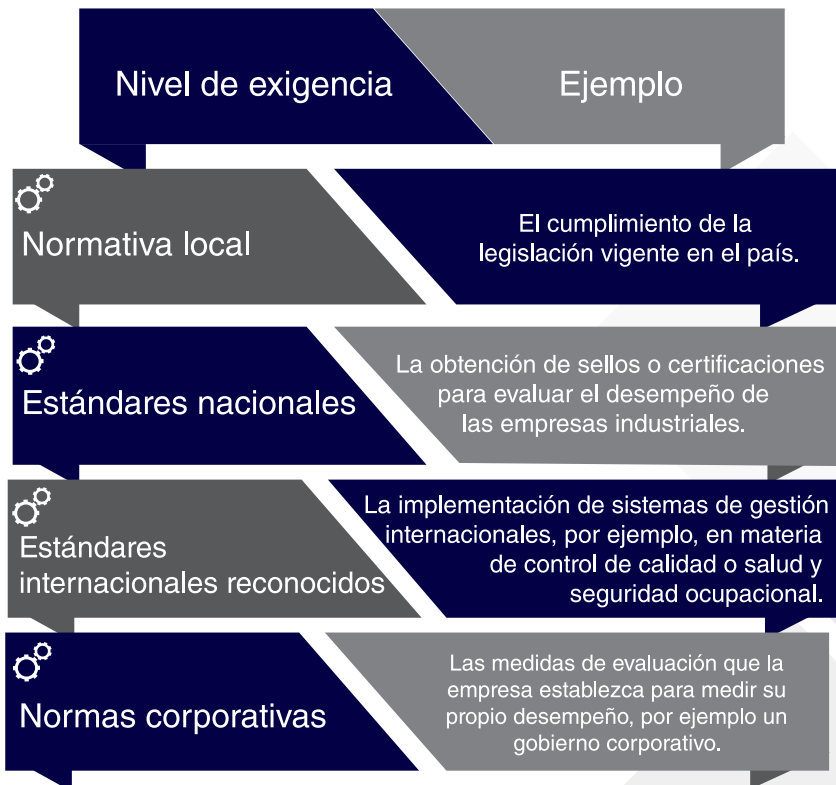 Nivel de exigencia
Ejemplo
Normativa local
El cumplimiento de la
legislación vigente en el país.
Estándares nacionales
La obtención de sellos o certificaciones
para evaluar el desempeño de
las empresas industriales.
Estándares
internacionales reconocidos
La implementación de sistemas de gestión
internacionales, por ejemplo, en materia
de control de calidad o salud y
seguridad ocupacional.
Normas corporativas
Las medidas de evaluación que la
empresa establezca para medir su
propio desempeño, por ejemplo un
gobierno corporativo.